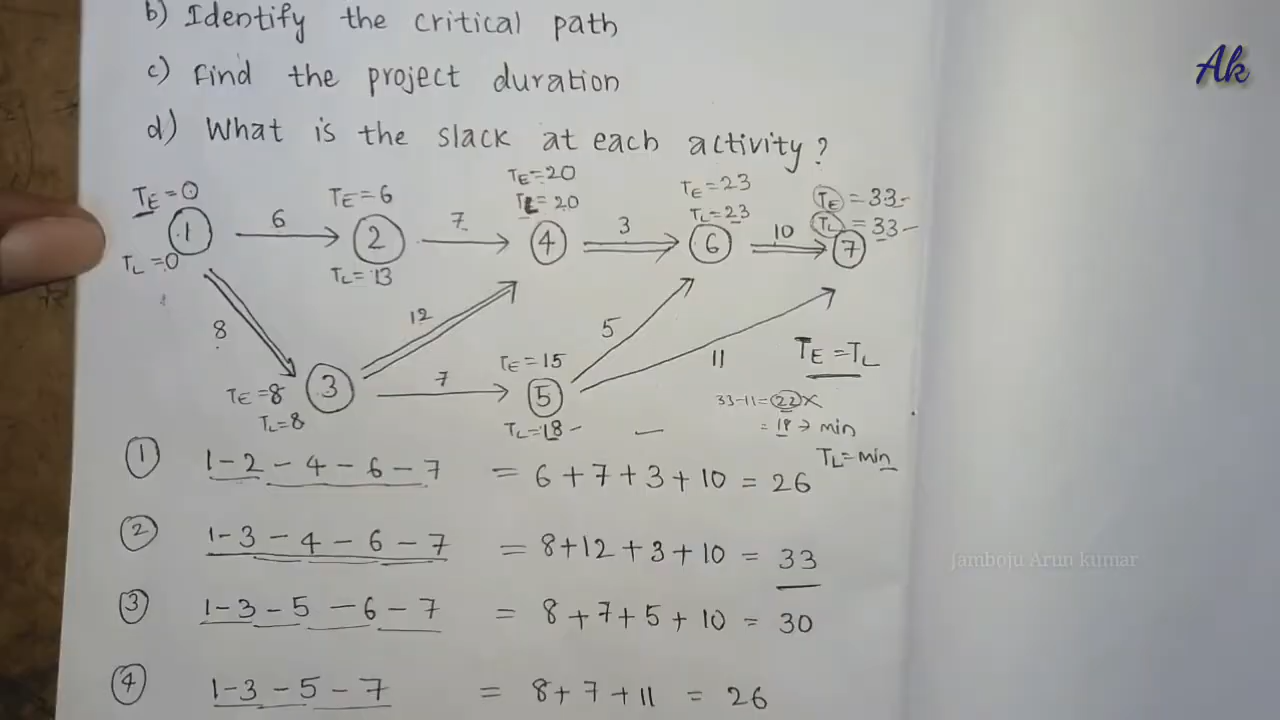 b) Identify the critical path
Ak
c) Find the project duration
d) What is the slack at each activity?
TE=0
1
TL=0
6
TE=6
2
TL=13
7
TE=20
TL=20
4
3
TE=23
TL=23
6
10
TE=33
TL=33
7
8
12
5
11
TE=TL
TE=8
TL=8
3
7
TE=15
5
TL=18
33-11=22X
=18→min
TL=min
1 1-2-4-6-7 = 6+7+3+10 = 26
2 1-3-4-6-7 = 8+12+3+10 = 33
Jamboju Arun kumar
3 1-3-5-6-7 = 8+7+5+10 = 30
4 1-3-5-7 = 8+7+11 = 26